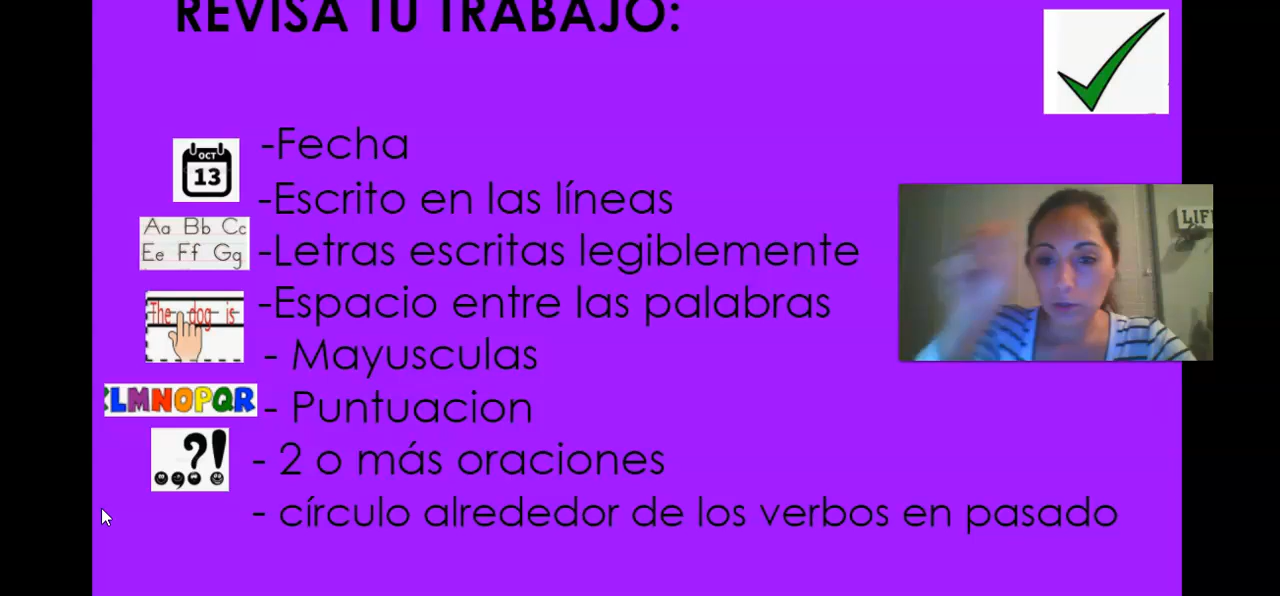 REVISA TU TRABAJO:
-Fecha
OCT
13
-Escrito en las líneas
Aa Bb Cc
Ee Ff Gg
-Letras escritas legiblemente
-Espacio entre las palabras
The dog is
- Mayusculas
LMNOPQR
- Puntuacion
.,?!
- 2 o más oraciones
- círculo alrededor de los verbos en pasado
LIF